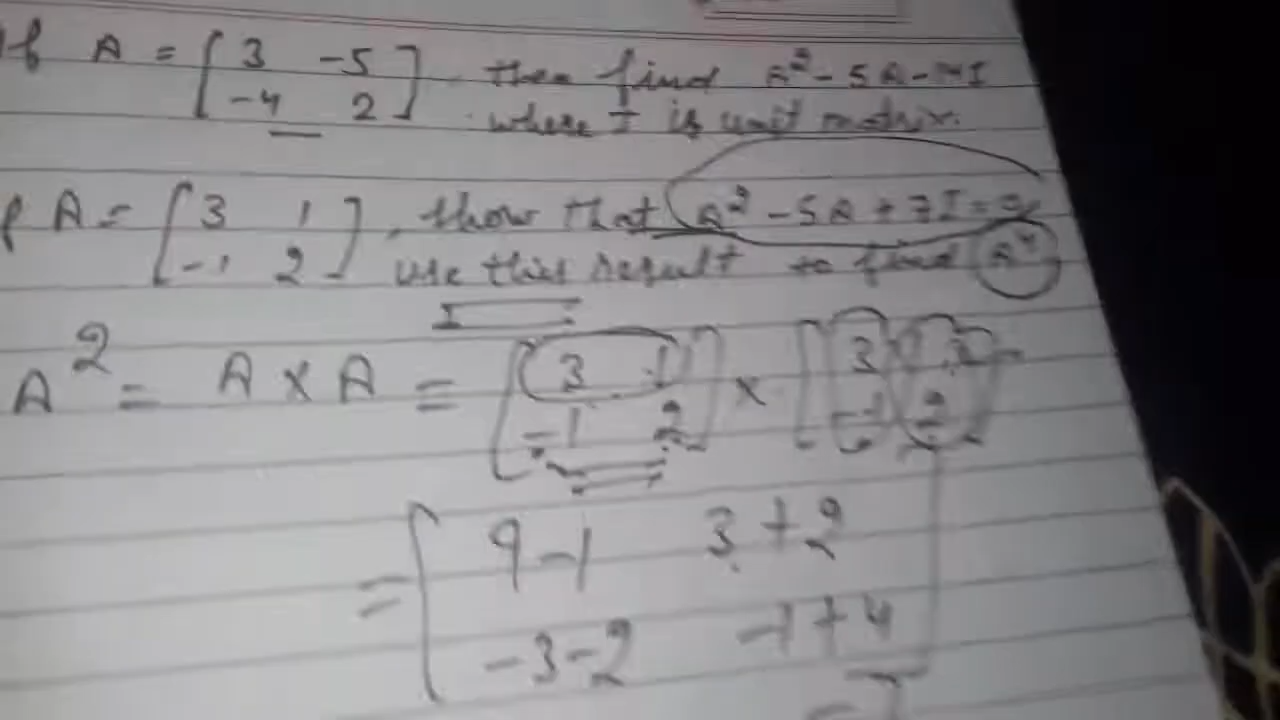 If A = [ 3 -5 ] then find A² - 5A - 14I
[ -4 2 ] where I is unit matrix.
f A = [ 3 1 ] , show that A² - 5A + 7I = 0
[ -1 2 ] use this result to find A⁴
A² = A × A = [ 3 1 ] × [ 3 1 ]
[ -1 2 ] [ -1 2 ]
= [ 9-1 3+2 ]
[ -3-2 -1+4 ]